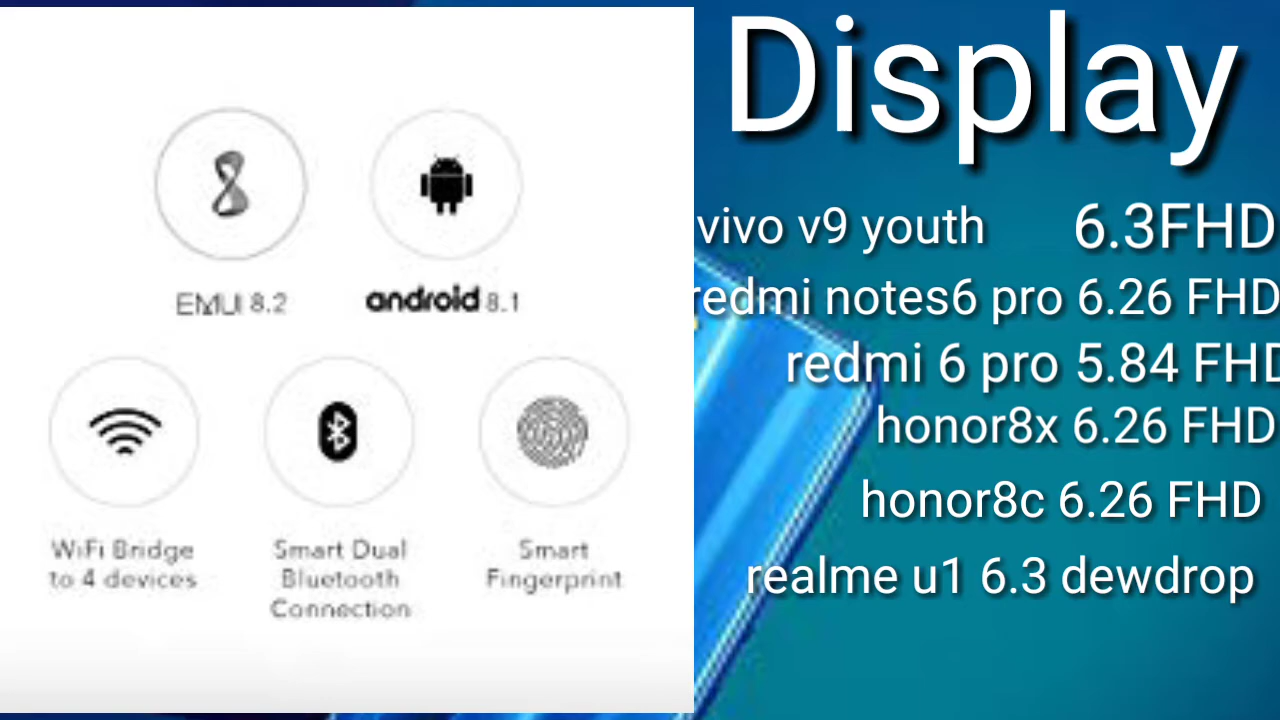 EMUI 8.2
android 8.1
WiFi Bridge
to 4 devices
Smart Dual
Bluetooth
Connection
Smart
Fingerprint
Display
vivo v9 youth 6.3FHD
redmi notes6 pro 6.26 FHD
redmi 6 pro 5.84 FHD
honor8x 6.26 FHD
honor8c 6.26 FHD
realme u1 6.3 dewdrop